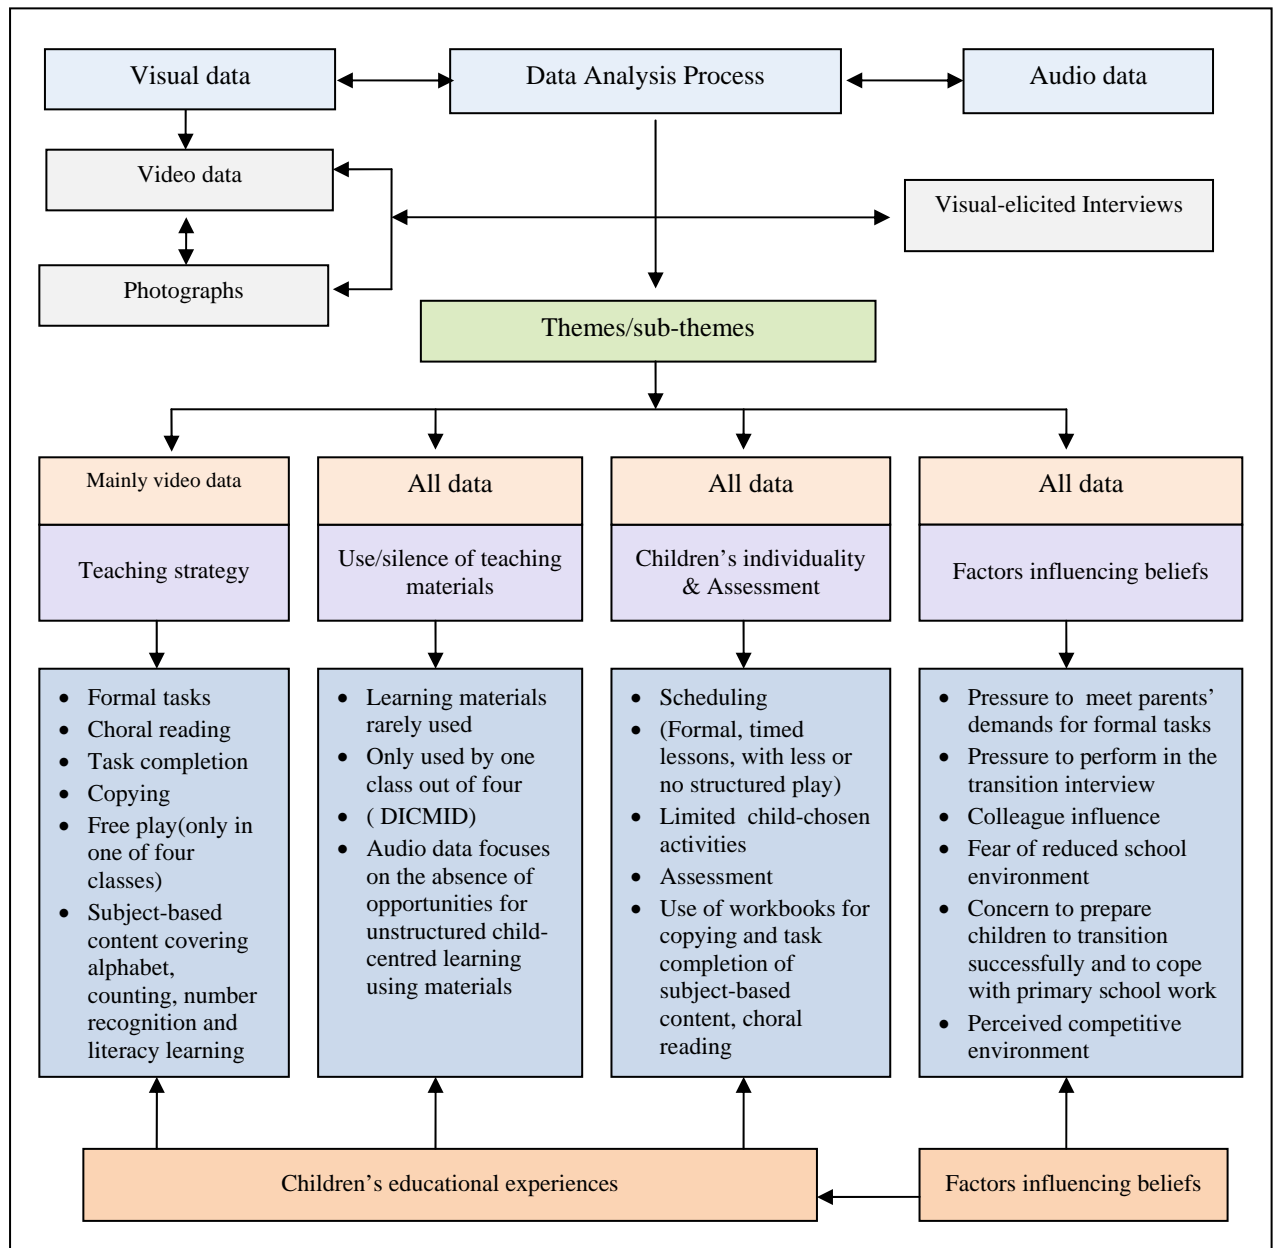 Visual data
Data Analysis Process
Audio data
Video data
Visual-elicited Interviews
Photographs
Themes/sub-themes
Mainly video data
Teaching strategy
• Formal tasks
• Choral reading
• Task completion
• Copying
• Free play(only in
one of four
classes)
• Subject-based
content covering
alphabet,
counting, number
recognition and
literacy learning
All data
Use/silence of teaching
materials
• Learning materials
rarely used
• Only used by one
class out of four
• ( DICMID)
• Audio data focuses
on the absence of
opportunities for
unstructured child-
centred learning
using materials
All data
Children’s individuality
& Assessment
• Scheduling
• (Formal, timed
lessons, with less or
no structured play)
• Limited child-chosen
activities
• Assessment
• Use of workbooks for
copying and task
completion of
subject-based
content, choral
reading
All data
Factors influencing beliefs
• Pressure to meet parents’
demands for formal tasks
• Pressure to perform in the
transition interview
• Colleague influence
• Fear of reduced school
environment
• Concern to prepare
children to transition
successfully and to cope
with primary school work
• Perceived competitive
environment
Children’s educational experiences
Factors influencing beliefs